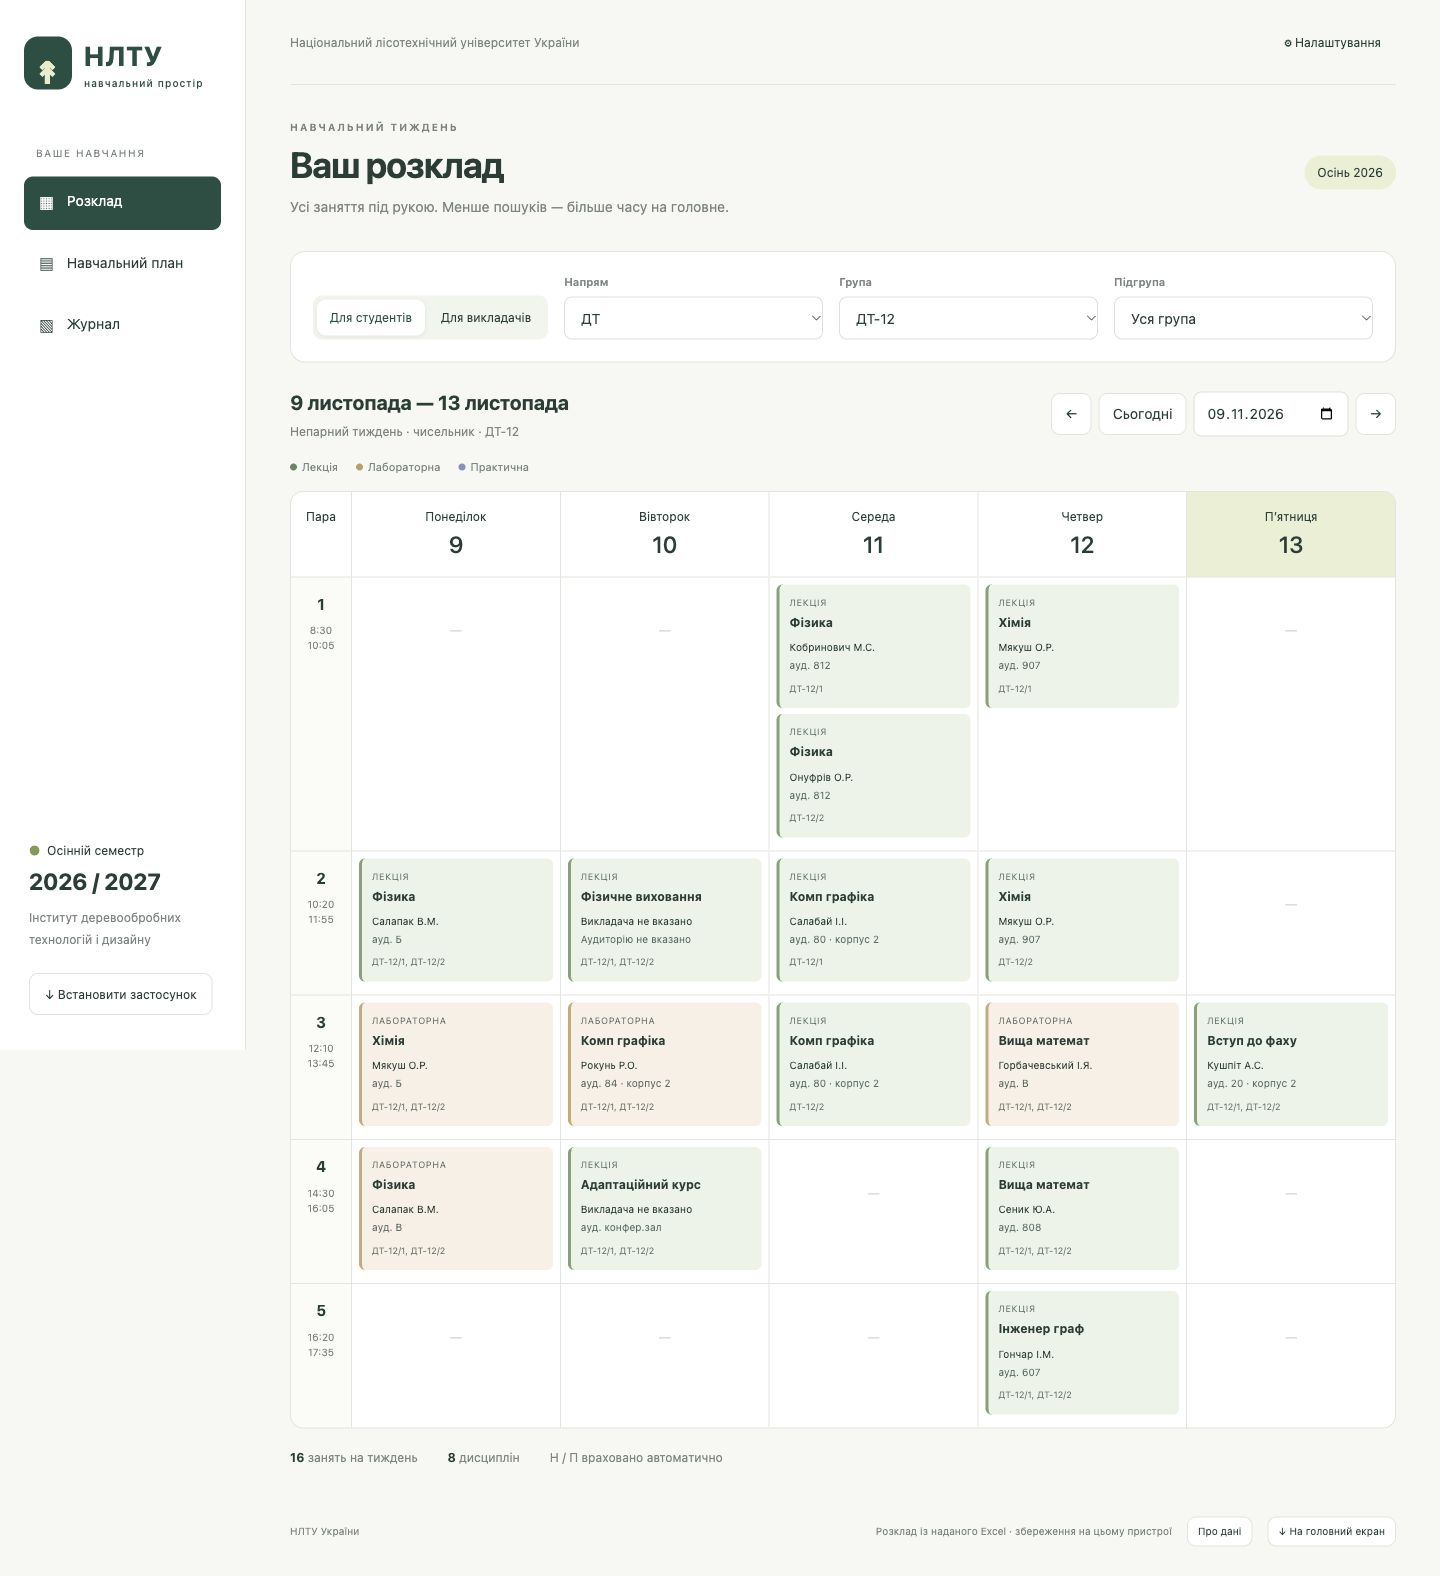 НЛТУ
навчальний простір
ВАШЕ НАВЧАННЯ
Розклад
Навчальний план
Журнал
Осінній семестр
2026 / 2027
Інститут деревообробних
технологій і дизайну
↓ Встановити застосунок
Національний лісотехнічний університет України
Налаштування
НАВЧАЛЬНИЙ ТИЖДЕНЬ
Ваш розклад
Осінь 2026
Усі заняття під рукою. Менше пошуків — більше часу на головне.
Для студентів
Для викладачів
Напрям
ДТ
Група
ДТ-12
Підгрупа
Уся група
9 листопада — 13 листопада
Непарний тиждень · чисельник · ДТ-12
←
Сьогодні
09.11.2026
→
Лекція
Лабораторна
Практична
Пара
Понеділок
9
Вівторок
10
Середа
11
Четвер
12
П'ятниця
13
1
8:30
10:05
—
—
ЛЕКЦІЯ
Фізика
Кобринович М.С.
ауд. 812
ДТ-12/1
ЛЕКЦІЯ
Фізика
Онуфрів О.Р.
ауд. 812
ДТ-12/2
ЛЕКЦІЯ
Хімія
Мякуш О.Р.
ауд. 907
ДТ-12/1
—
2
10:20
11:55
ЛЕКЦІЯ
Фізика
Салапак В.М.
ауд. Б
ДТ-12/1, ДТ-12/2
ЛЕКЦІЯ
Фізичне виховання
Викладача не вказано
Аудиторію не вказано
ДТ-12/1, ДТ-12/2
ЛЕКЦІЯ
Комп графіка
Салабай І.І.
ауд. 80 · корпус 2
ДТ-12/1
ЛЕКЦІЯ
Хімія
Мякуш О.Р.
ауд. 907
ДТ-12/2
—
3
12:10
13:45
ЛАБОРАТОРНА
Хімія
Мякуш О.Р.
ауд. Б
ДТ-12/1, ДТ-12/2
ЛАБОРАТОРНА
Комп графіка
Рокунь Р.О.
ауд. 84 · корпус 2
ДТ-12/1, ДТ-12/2
ЛЕКЦІЯ
Комп графіка
Салабай І.І.
ауд. 80 · корпус 2
ДТ-12/2
ЛАБОРАТОРНА
Вища математ
Горбачевський І.Я.
ауд. В
ДТ-12/1, ДТ-12/2
ЛЕКЦІЯ
Вступ до фаху
Кушпіт А.С.
ауд. 20 · корпус 2
ДТ-12/1, ДТ-12/2
4
14:30
16:05
ЛАБОРАТОРНА
Фізика
Салапак В.М.
ауд. В
ДТ-12/1, ДТ-12/2
ЛЕКЦІЯ
Адаптаційний курс
Викладача не вказано
ауд. конфер.зал
ДТ-12/1, ДТ-12/2
—
ЛЕКЦІЯ
Вища математ
Сеник Ю.А.
ауд. 808
ДТ-12/1, ДТ-12/2
—
5
16:20
17:35
—
—
—
ЛЕКЦІЯ
Інженер граф
Гончар І.М.
ауд. 607
ДТ-12/1, ДТ-12/2
—
16 занять на тиждень
8 дисциплін
Н / П враховано автоматично
НЛТУ України
Розклад із наданого Excel · збереження на цьому пристрої
Про дані
↓ На головний екран